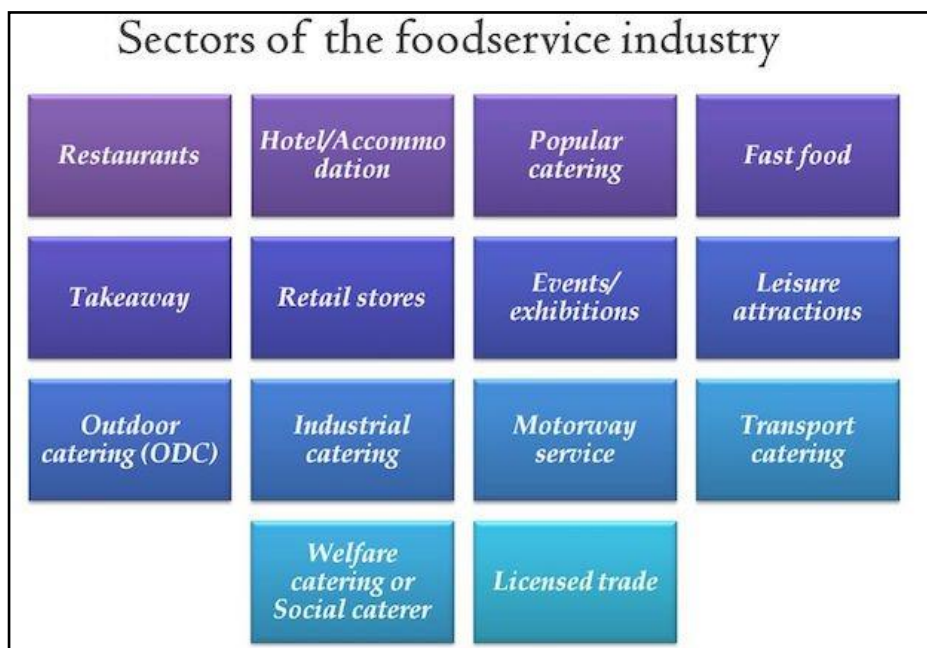 Sectors of the foodservice industry
Restaurants
Hotel/Accommo
dation
Popular
catering
Fast food
Takeaway
Retail stores
Events/
exhibitions
Leisure
attractions
Outdoor
catering (ODC)
Industrial
catering
Motorway
service
Transport
catering
Welfare
catering or
Social caterer
Licensed trade